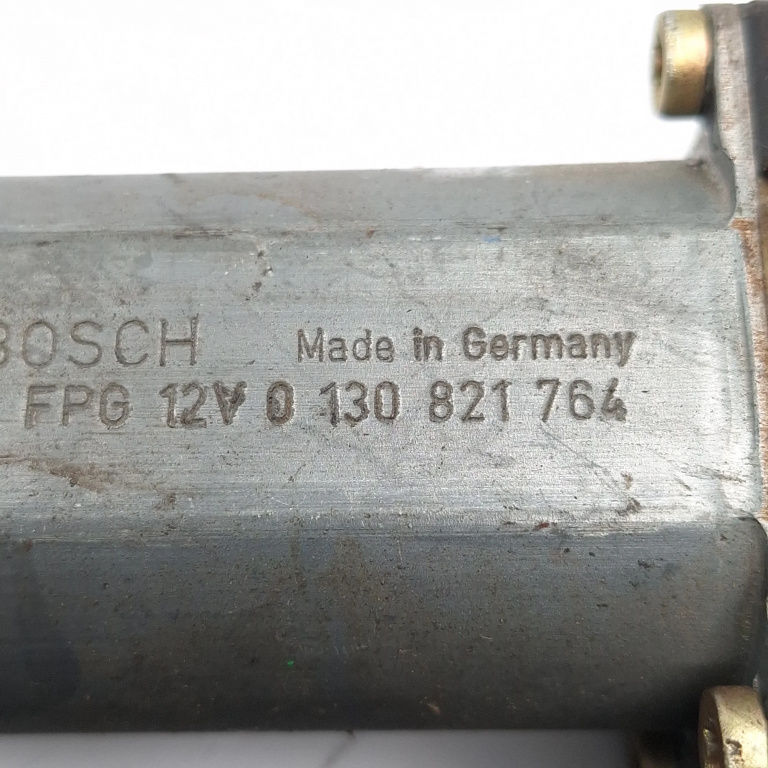 BOSCH Made in Germany
FPG 12V 0 130 821 764